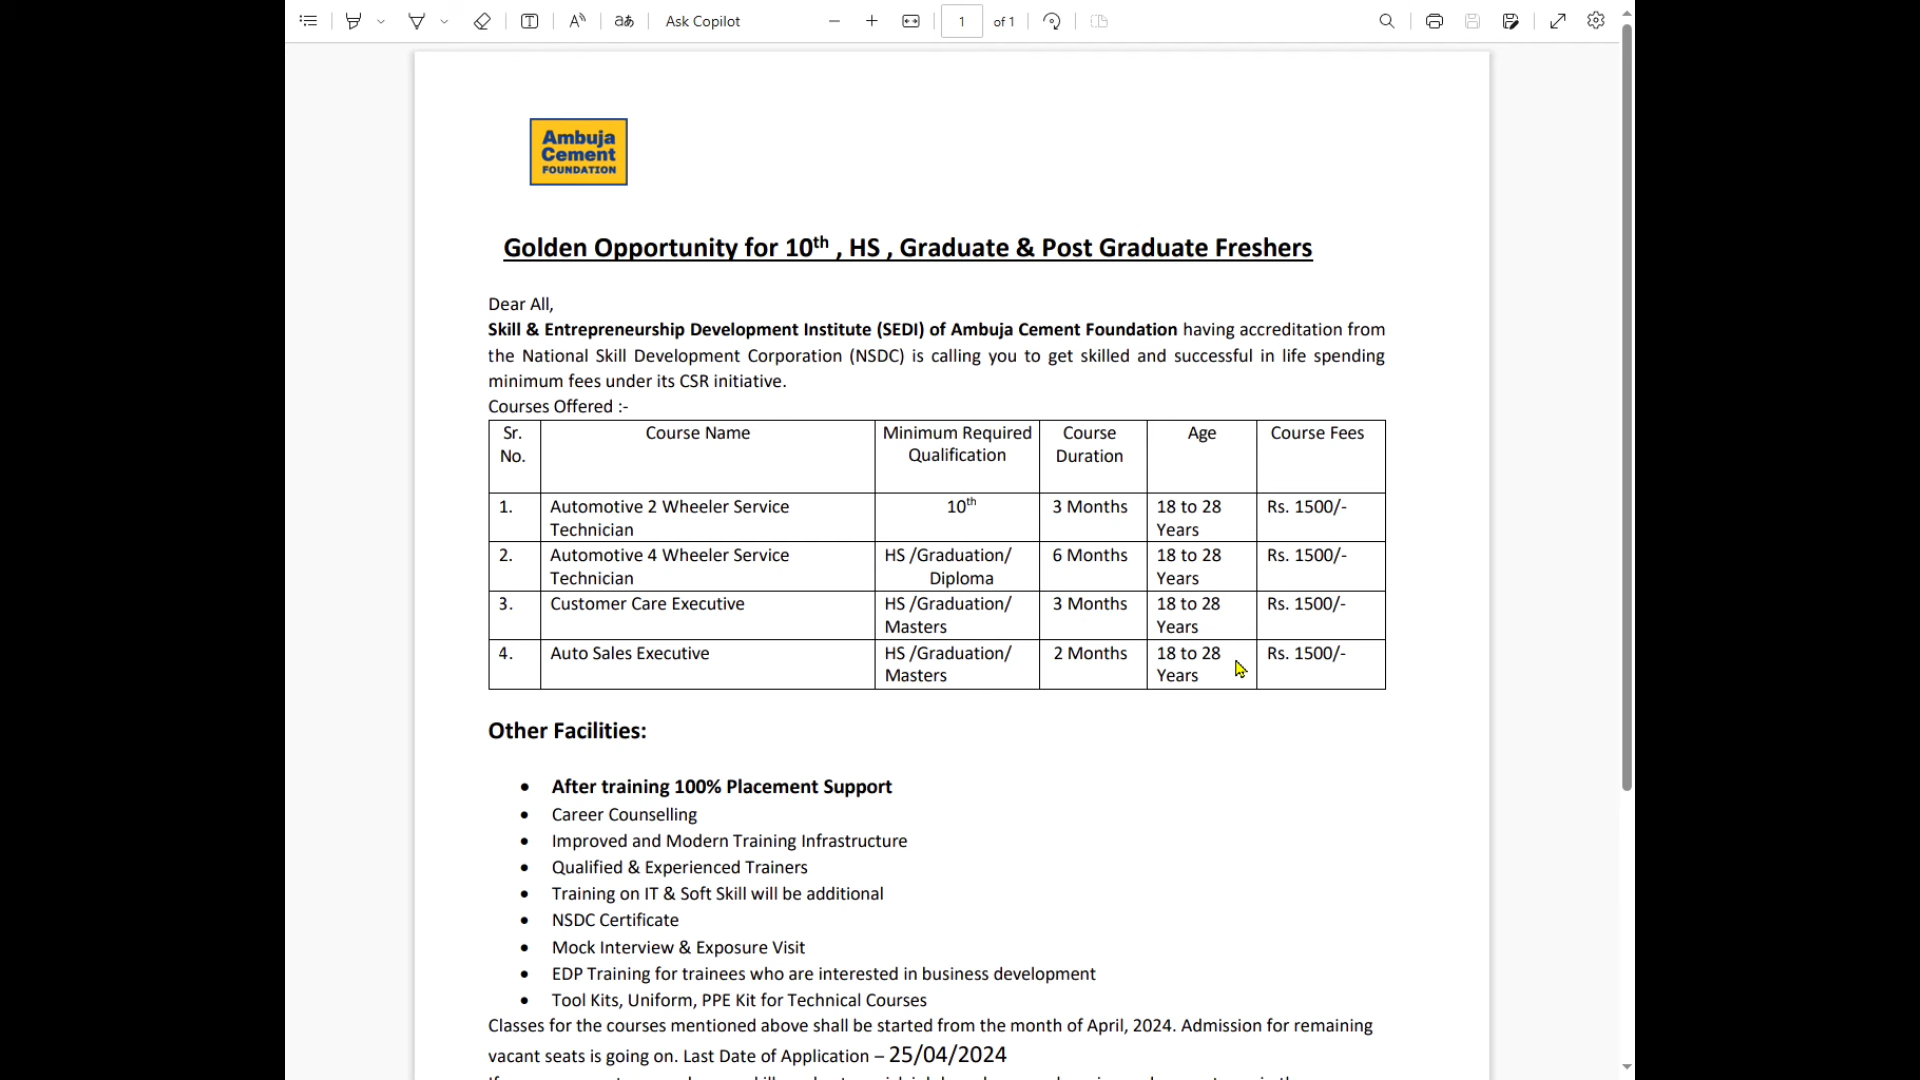 Ask Copilot
1 of 1
Ambuja
Cement
FOUNDATION
Golden Opportunity for 10th , HS , Graduate & Post Graduate Freshers
Dear All,
Skill & Entrepreneurship Development Institute (SEDI) of Ambuja Cement Foundation having accreditation from
the National Skill Development Corporation (NSDC) is calling you to get skilled and successful in life spending
minimum fees under its CSR initiative.
Courses Offered :-
Sr. No. Course Name Minimum Required Qualification Course Duration Age Course Fees
1. Automotive 2 Wheeler Service Technician 10th 3 Months 18 to 28 Years Rs. 1500/-
2. Automotive 4 Wheeler Service Technician HS /Graduation/ Diploma 6 Months 18 to 28 Years Rs. 1500/-
3. Customer Care Executive HS /Graduation/ Masters 3 Months 18 to 28 Years Rs. 1500/-
4. Auto Sales Executive HS /Graduation/ Masters 2 Months 18 to 28 Years Rs. 1500/-
Other Facilities:
• After training 100% Placement Support
• Career Counselling
• Improved and Modern Training Infrastructure
• Qualified & Experienced Trainers
• Training on IT & Soft Skill will be additional
• NSDC Certificate
• Mock Interview & Exposure Visit
• EDP Training for trainees who are interested in business development
• Tool Kits, Uniform, PPE Kit for Technical Courses
Classes for the courses mentioned above shall be started from the month of April, 2024. Admission for remaining
vacant seats is going on. Last Date of Application – 25/04/2024